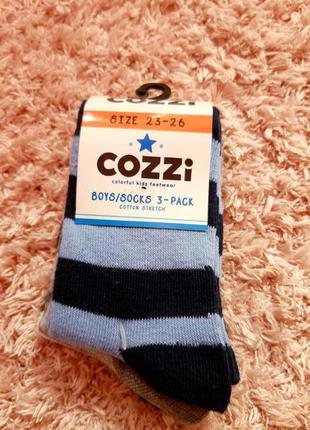 COZZi
SIZE 23-26
COZZi
colorful kids footwear
BOYS/SOCKS 3-PACK
COTTON STRETCH